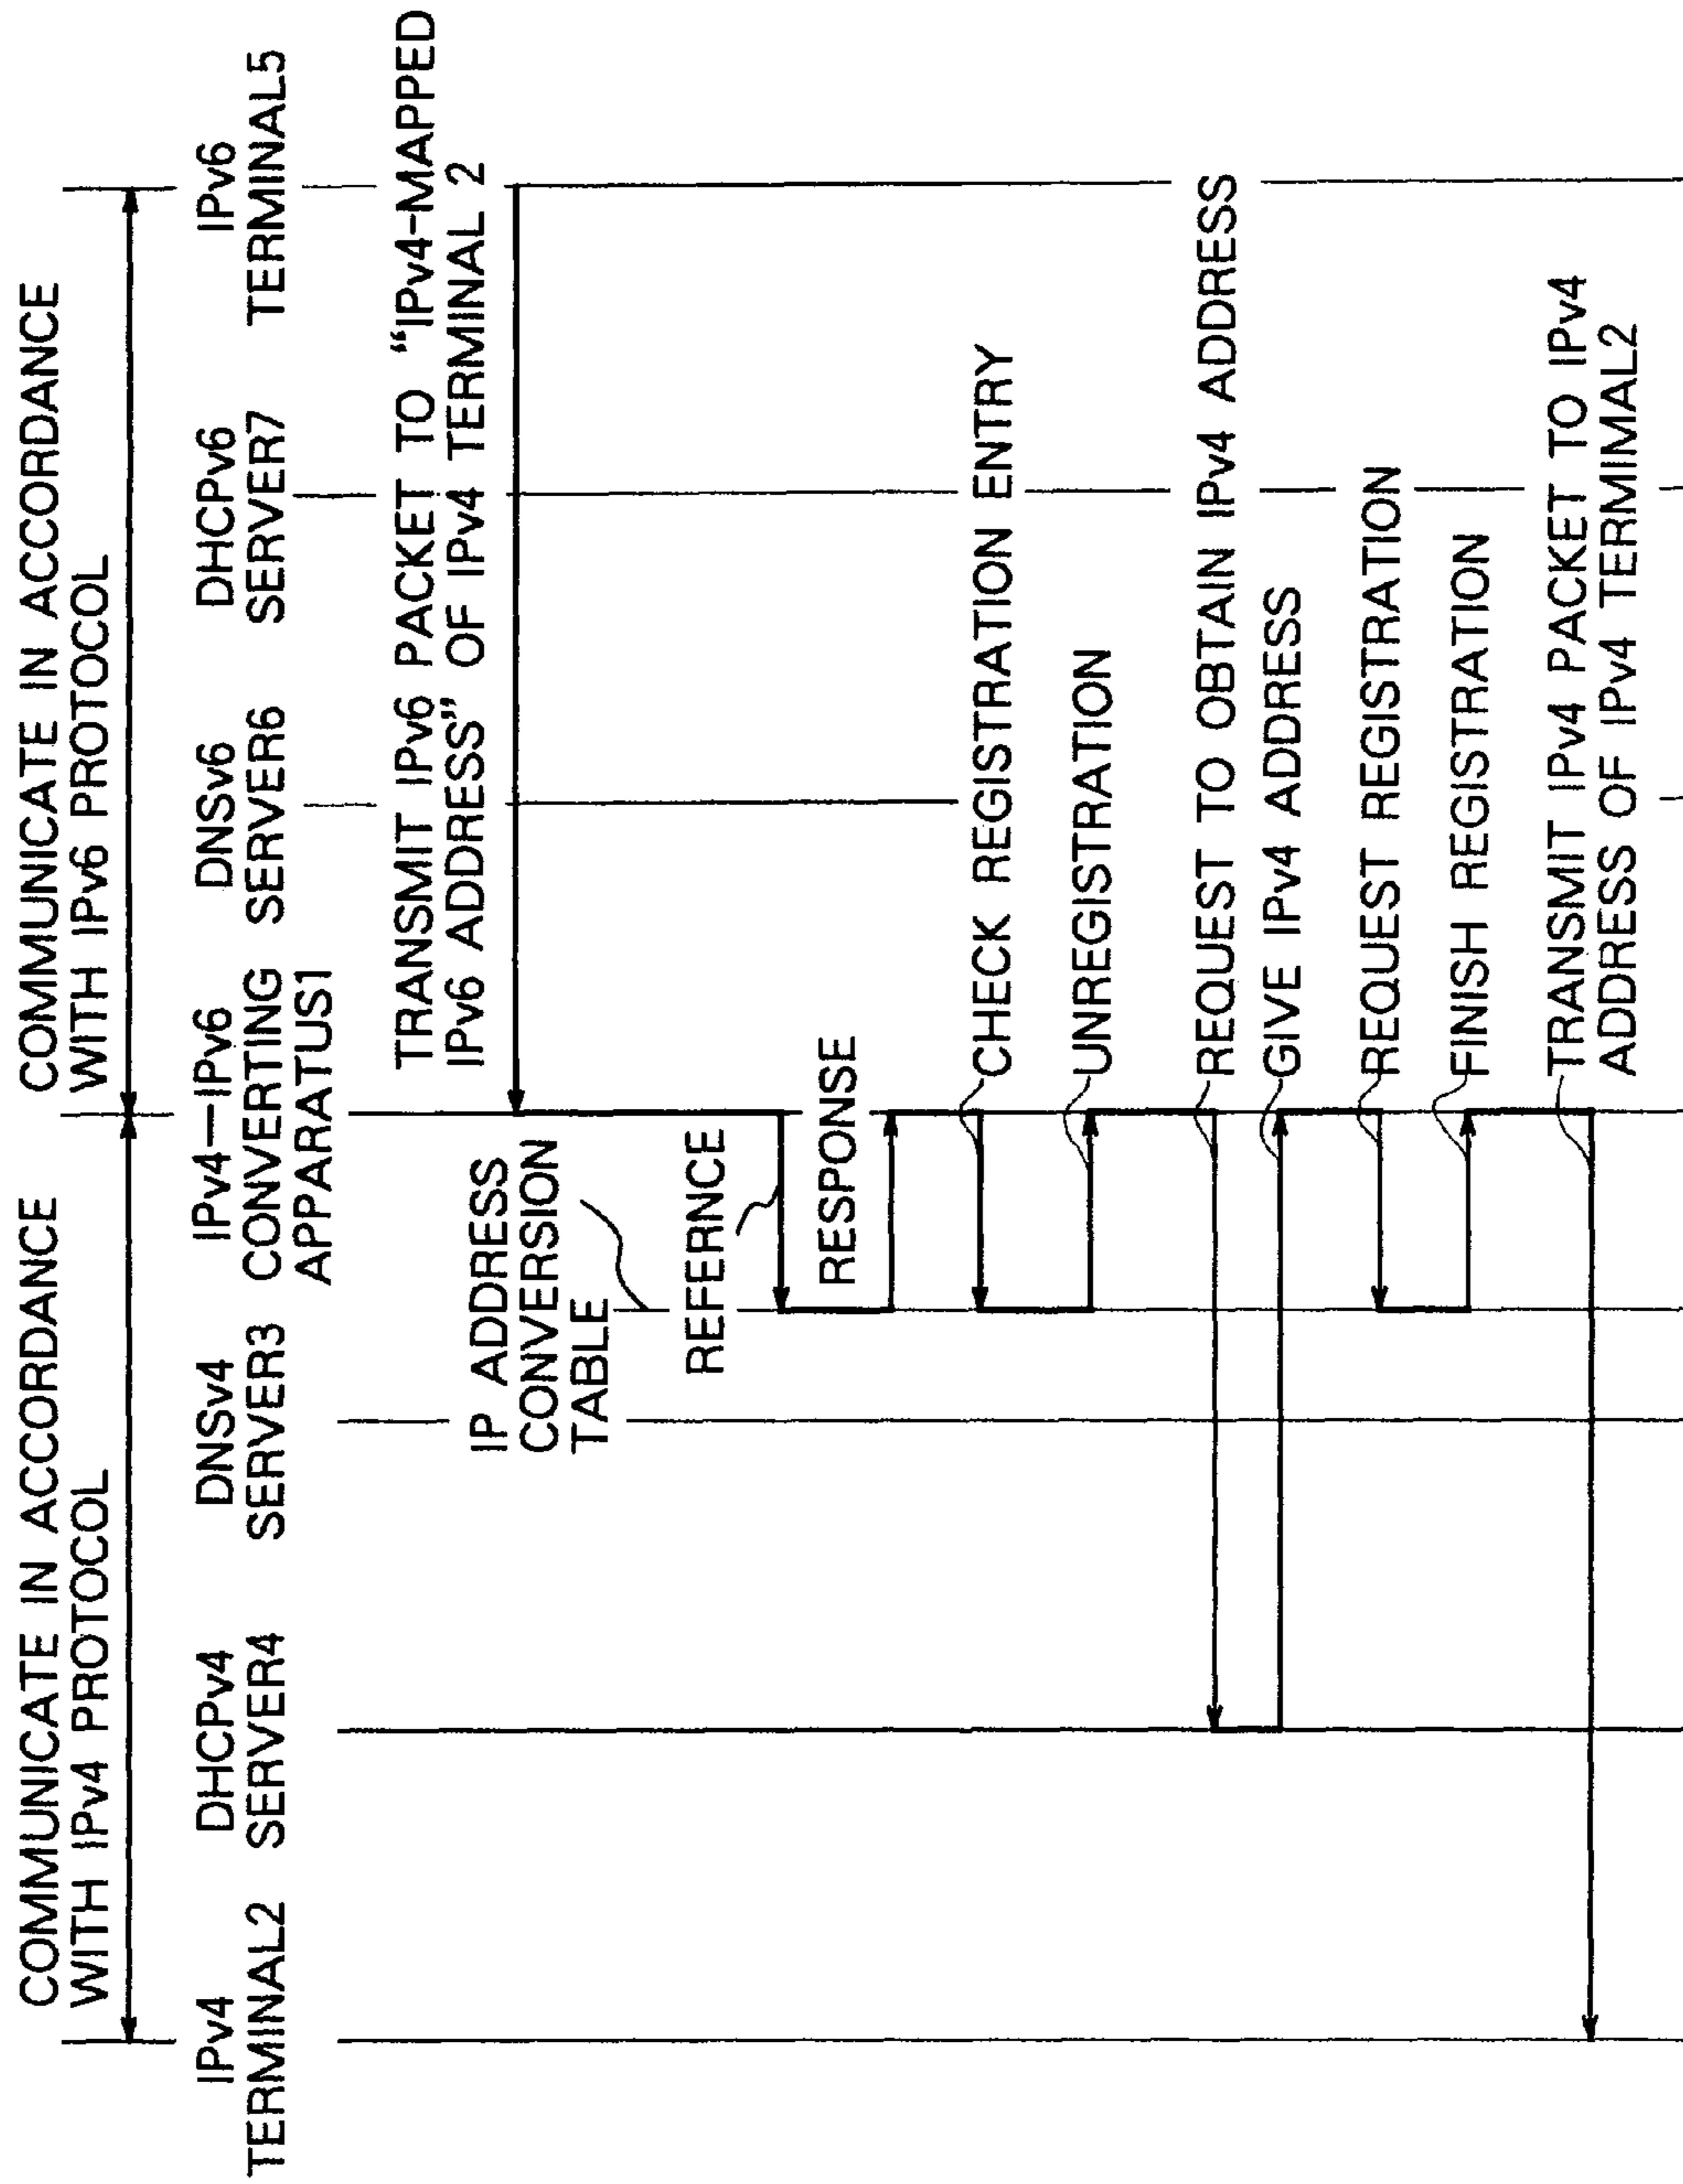 COMMUNICATE IN ACCORDANCE
WITH IPv4 PROTOCOL
COMMUNICATE IN ACCORDANCE
WITH IPv6 PROTOCOL
IPv4
TERMINAL2
DHCPv4
SERVER4
DNSv4
SERVER3
IPv4-IPv6
CONVERTING
APPARATUS1
DNSv6
SERVER6
DHCPv6
SERVER7
IPv6
TERMINAL5
TRANSMIT IPv6 PACKET TO "IPv4-MAPPED
IPv6 ADDRESS" OF IPv4 TERMINAL 2
IP ADDRESS
CONVERSION
TABLE
REFERNCE
RESPONSE
CHECK REGISTRATION ENTRY
UNREGISTRATION
REQUEST TO OBTAIN IPv4 ADDRESS
GIVE IPv4 ADDRESS
REQUEST REGISTRATION
FINISH REGISTRATION
TRANSMIT IPv4 PACKET TO IPv4
ADDRESS OF IPv4 TERMIMAL2